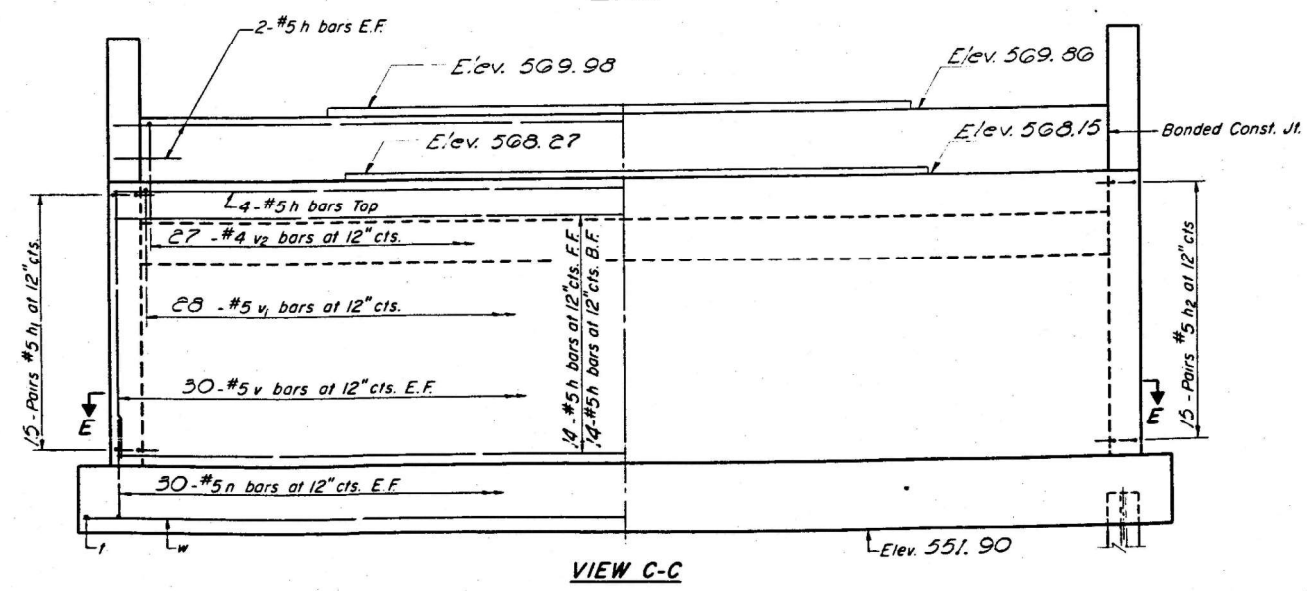 2-#5 h bars E.F.
Elev. 569.98
Elev. 569.86
Elev. 568.27
Elev. 568.15
Bonded Const. Jt.
4-#5 h bars Top
27 - #4 v2 bars at 12" cts.
28 - #5 v1 bars at 12" cts.
30 - #5 v bars at 12" cts. E.F.
30 - #5 n bars at 12" cts. E.F.
15 - Pairs #5 h1 at 12" cts.
14 - #5 h bars at 12" cts. F.F.
14 - #5 h bars at 12" cts. B.F.
15 - Pairs #5 h2 at 12" cts
E
E
t
w
Elev. 551.90
VIEW C-C